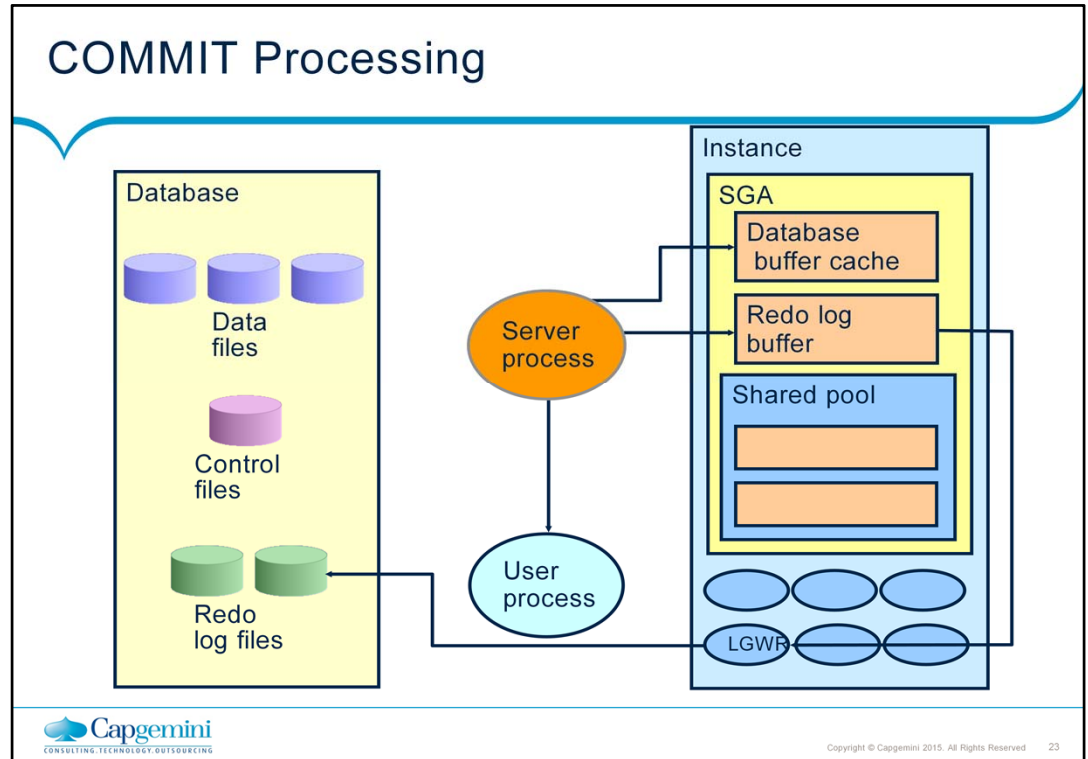 COMMIT Processing
Instance
Database
SGA
Database
buffer cache
Redo log
buffer
Server
process
Data
files
Shared pool
Control
files
User
process
Redo
log files
LGWR
Capgemini
CONSULTING.TECHNOLOGY.OUTSOURCING
Copyright © Capgemini 2015. All Rights Reserved 23